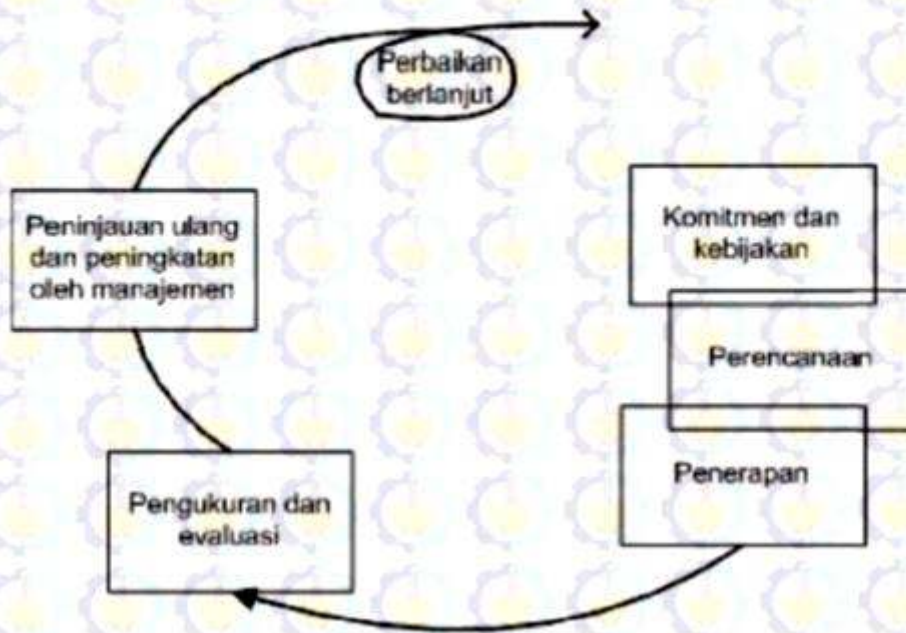 Perbaikan
berlanjut
Peninjauan ulang
dan peningkatan
oleh manajemen
Komitmen dan
kebijakan
Perencanaan
Penerapan
Pengukuran dan
evaluasi